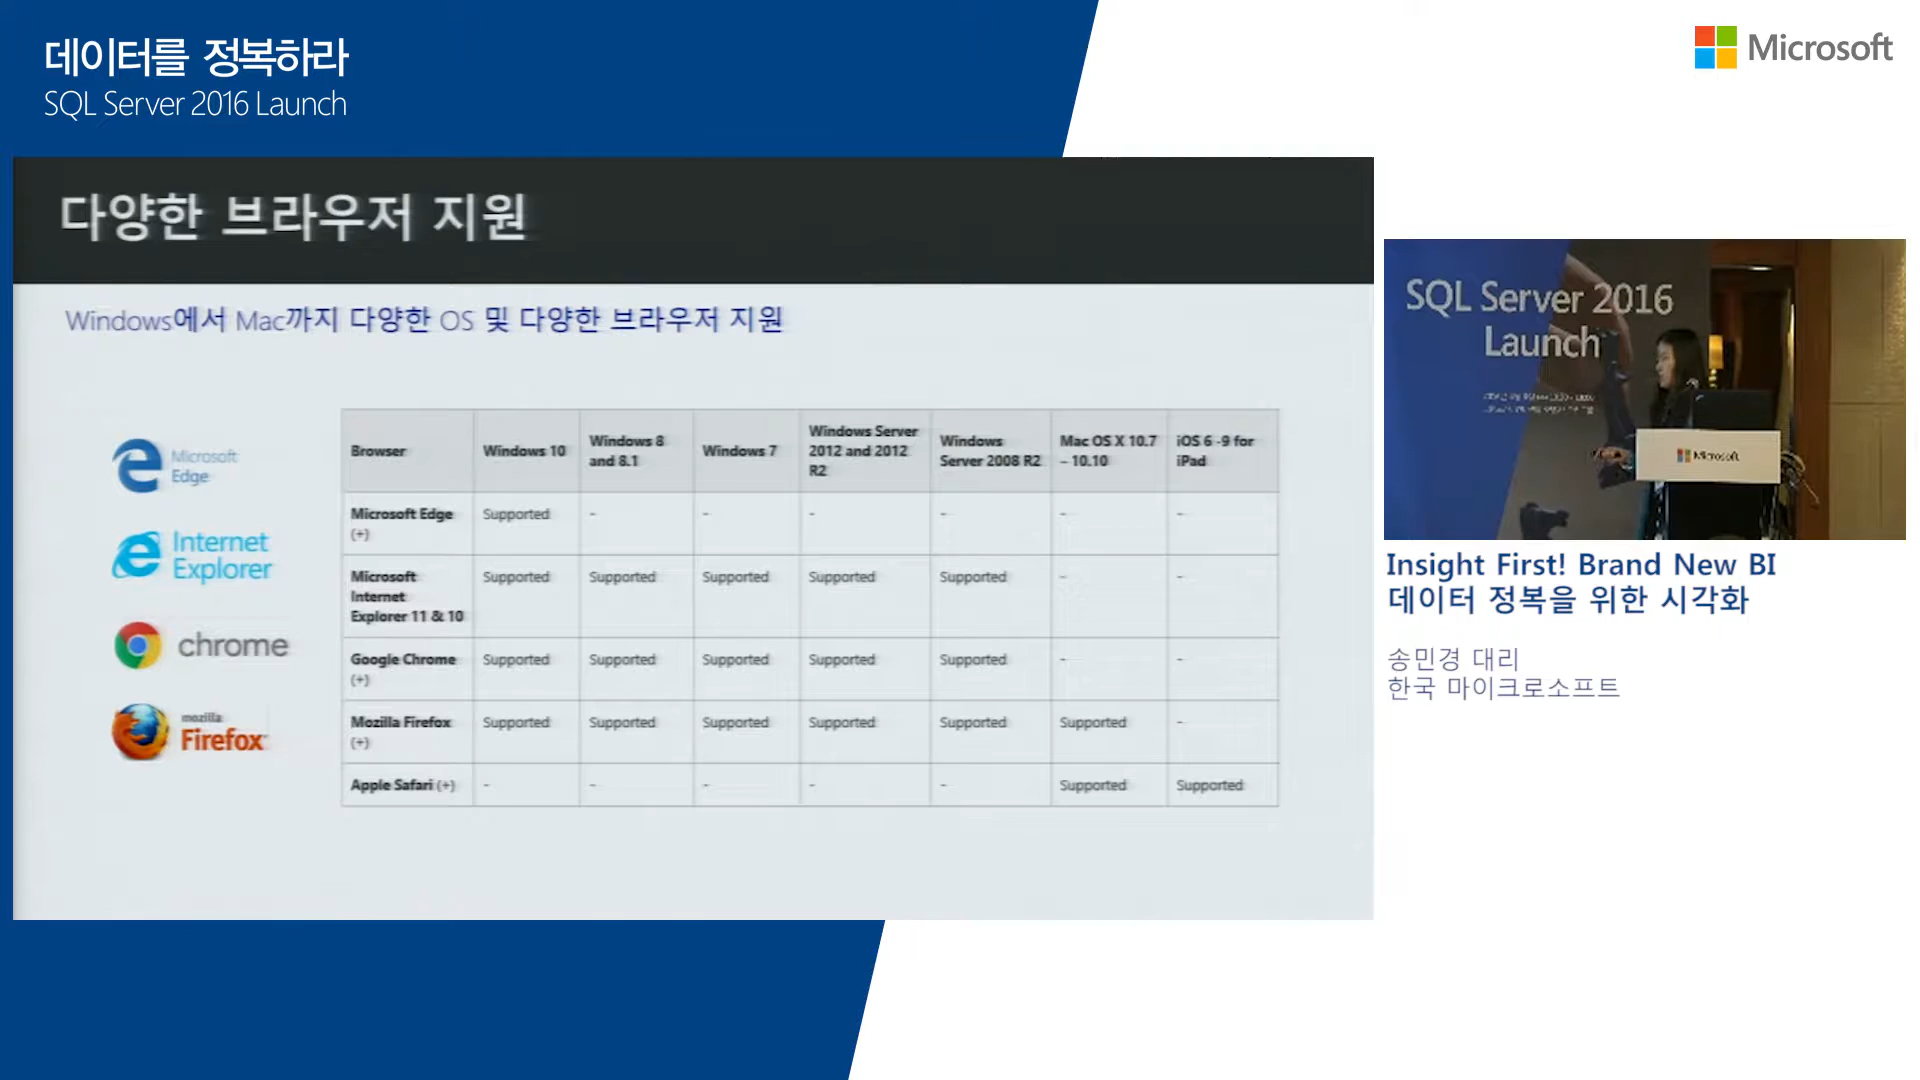 데이터를 정복하라
SQL Server 2016 Launch
Microsoft
다양한 브라우저 지원
Windows에서 Mac까지 다양한 OS 및 다양한 브라우저 지원
Microsoft
Edge
Internet
Explorer
chrome
mozilla
Firefox
Browser
Windows 10
Windows 8
and 8.1
Windows 7
Windows Server
2012 and 2012
R2
Windows
Server 2008 R2
Mac OS X 10.7
– 10.10
iOS 6 -9 for
iPad
Microsoft Edge
(+)
Supported - - - - - -
Microsoft
Internet
Explorer 11 & 10
Supported Supported Supported Supported Supported - -
Google Chrome
(+)
Supported Supported Supported Supported Supported - -
Mozilla Firefox
(+)
Supported Supported Supported Supported Supported Supported -
Apple Safari (+) - - - - - Supported Supported
SQL Server 2016
Launch
Microsoft
Insight First! Brand New BI
데이터 정복을 위한 시각화
송민경 대리
한국 마이크로소프트